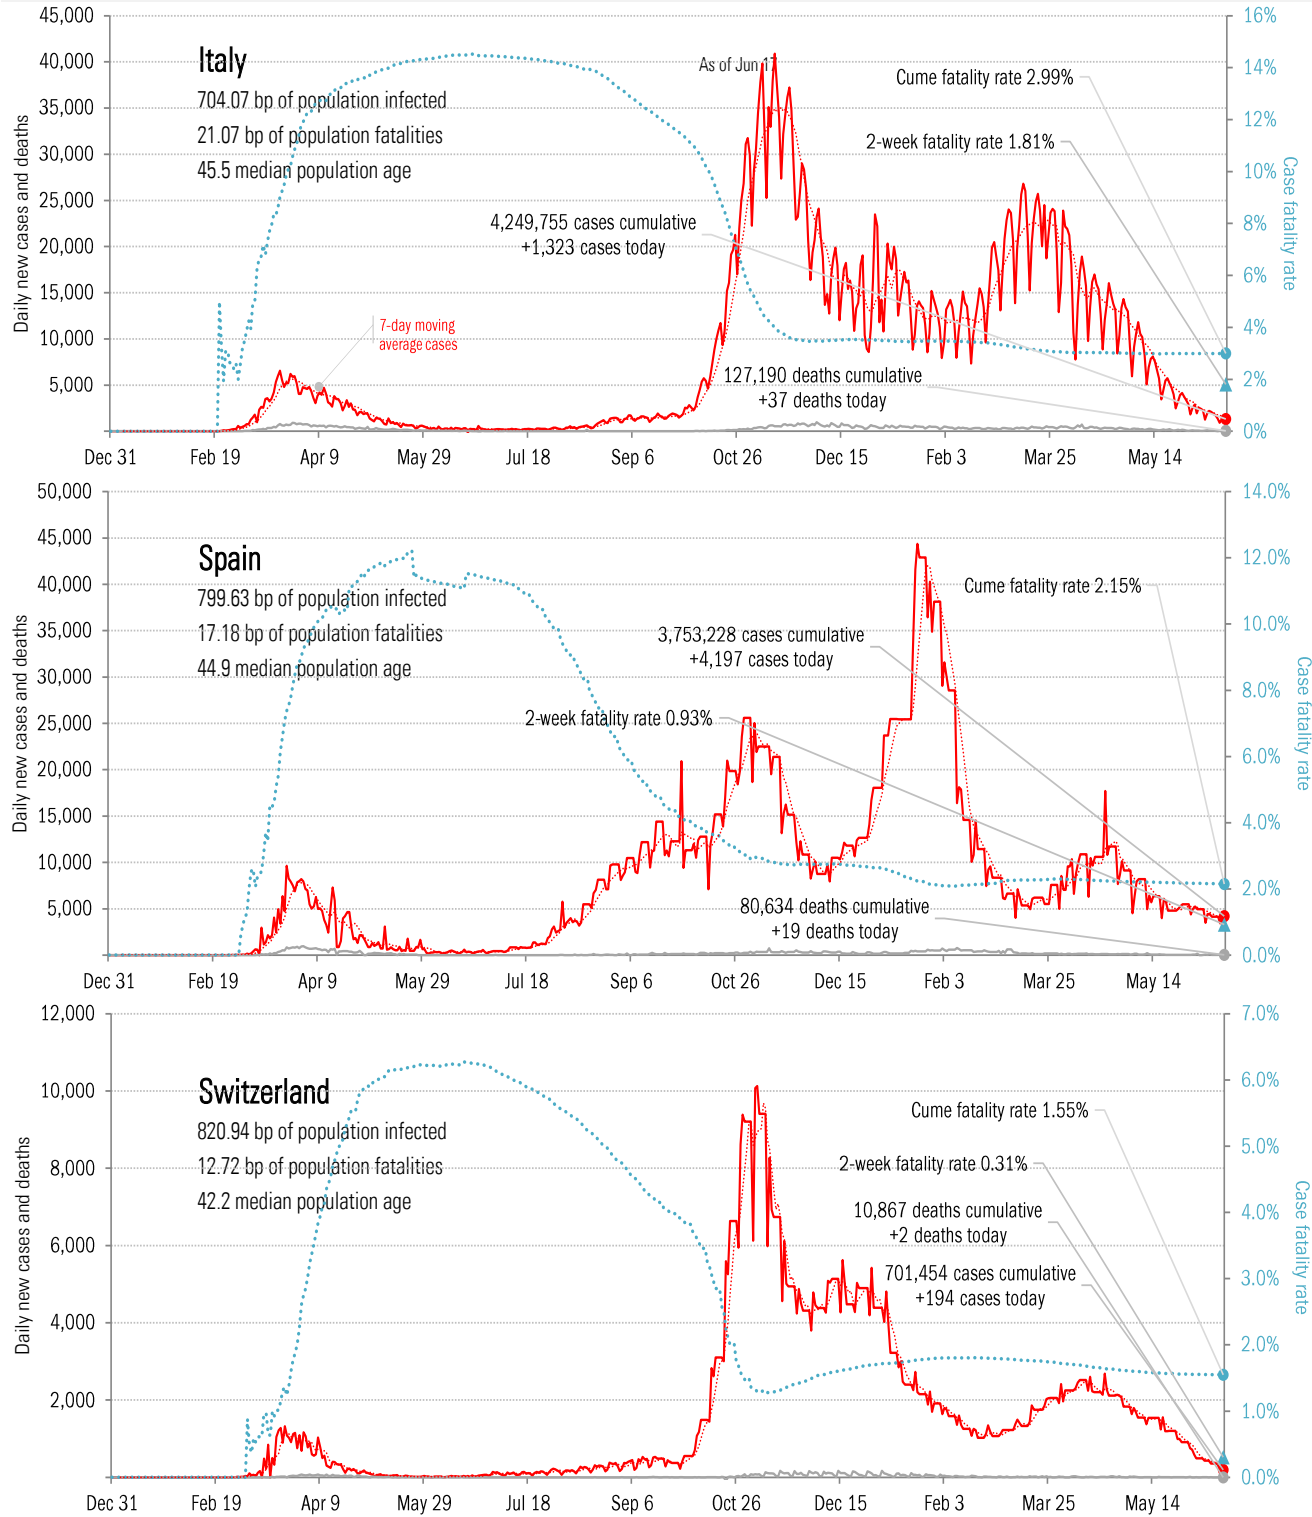 45,000
40,000
35,000
30,000
25,000
20,000
15,000
10,000
5,000
Daily new cases and deaths
Italy
704.07 bp of population infected
21.07 bp of population fatalities
45.5 median population age
As of Jun 17
Cume fatality rate 2.99%
2-week fatality rate 1.81%
4,249,755 cases cumulative
+1,323 cases today
7-day moving
average cases
127,190 deaths cumulative
+37 deaths today
16%
14%
12%
10%
8%
6%
4%
2%
0%
Case fatality rate
Dec 31 Feb 19 Apr 9 May 29 Jul 18 Sep 6 Oct 26 Dec 15 Feb 3 Mar 25 May 14
50,000
45,000
40,000
35,000
30,000
25,000
20,000
15,000
10,000
5,000
Daily new cases and deaths
Spain
799.63 bp of population infected
17.18 bp of population fatalities
44.9 median population age
Cume fatality rate 2.15%
3,753,228 cases cumulative
+4,197 cases today
2-week fatality rate 0.93%
80,634 deaths cumulative
+19 deaths today
14.0%
12.0%
10.0%
8.0%
6.0%
4.0%
2.0%
0.0%
Case fatality rate
Dec 31 Feb 19 Apr 9 May 29 Jul 18 Sep 6 Oct 26 Dec 15 Feb 3 Mar 25 May 14
12,000
10,000
8,000
6,000
4,000
2,000
Daily new cases and deaths
Switzerland
820.94 bp of population infected
12.72 bp of population fatalities
42.2 median population age
Cume fatality rate 1.55%
2-week fatality rate 0.31%
10,867 deaths cumulative
+2 deaths today
701,454 cases cumulative
+194 cases today
7.0%
6.0%
5.0%
4.0%
3.0%
2.0%
1.0%
0.0%
Case fatality rate
Dec 31 Feb 19 Apr 9 May 29 Jul 18 Sep 6 Oct 26 Dec 15 Feb 3 Mar 25 May 14